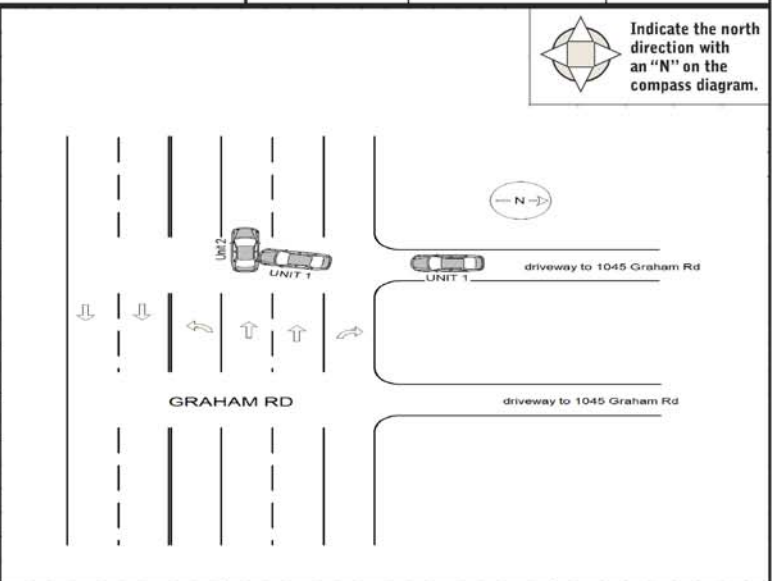 Indicate the north
direction with
an “N” on the
compass diagram.
N
Unit 2
UNIT 1
UNIT 1
driveway to 1045 Graham Rd
GRAHAM RD
driveway to 1045 Graham Rd